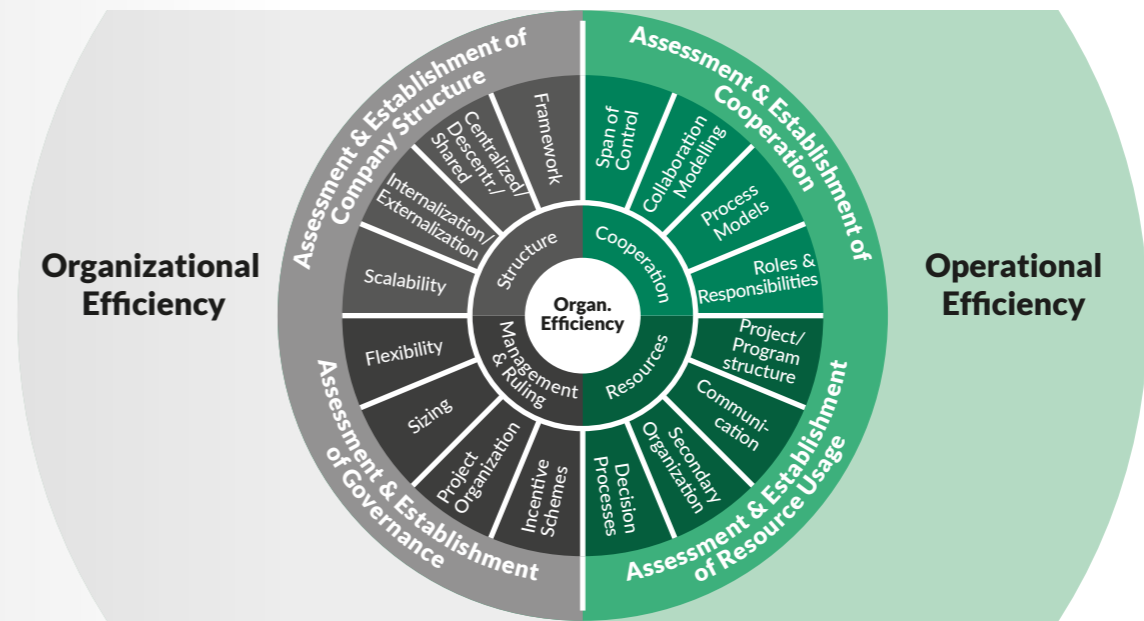 Organizational
Efficiency
Assessment & Establishment of
Company Structure
Framework
Centralized/
Descentr./
Shared
Internalization/
Externalization
Scalability
Structure
Assessment & Establishment of
Cooperation
Span of
Control
Collaboration
Modelling
Process
Models
Roles &
Responsibilities
Cooperation
Organ.
Efficiency
Management
& Ruling
Flexibility
Sizing
Project
Organization
Incentive
Schemes
Assessment & Establishment
of Governance
Resources
Project/
Program
structure
Communi-
cation
Secondary
Organization
Decision
Processes
Assessment & Establishment
of Resource Usage
Operational
Efficiency